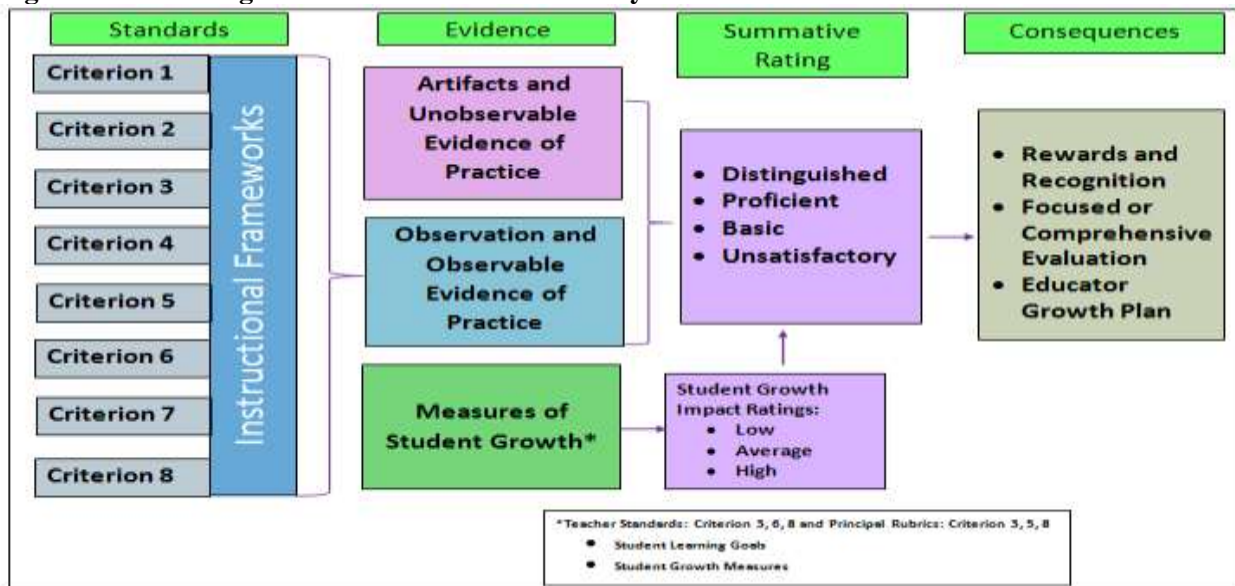 Standards
Evidence
Summative
Rating
Consequences
Criterion 1
Criterion 2
Criterion 3
Criterion 4
Criterion 5
Criterion 6
Criterion 7
Criterion 8
Instructional Frameworks
Artifacts and
Unobservable
Evidence of
Practice
Observation and
Observable
Evidence of
Practice
Measures of
Student Growth*
• Distinguished
• Proficient
• Basic
• Unsatisfactory
Student Growth
Impact Ratings:
• Low
• Average
• High
• Rewards and
Recognition
• Focused or
Comprehensive
Evaluation
• Educator
Growth Plan
*Teacher Standards: Criterion 3, 6, 8 and Principal Rubrics: Criterion 3, 5, 8
• Student Learning Goals
• Student Growth Measures